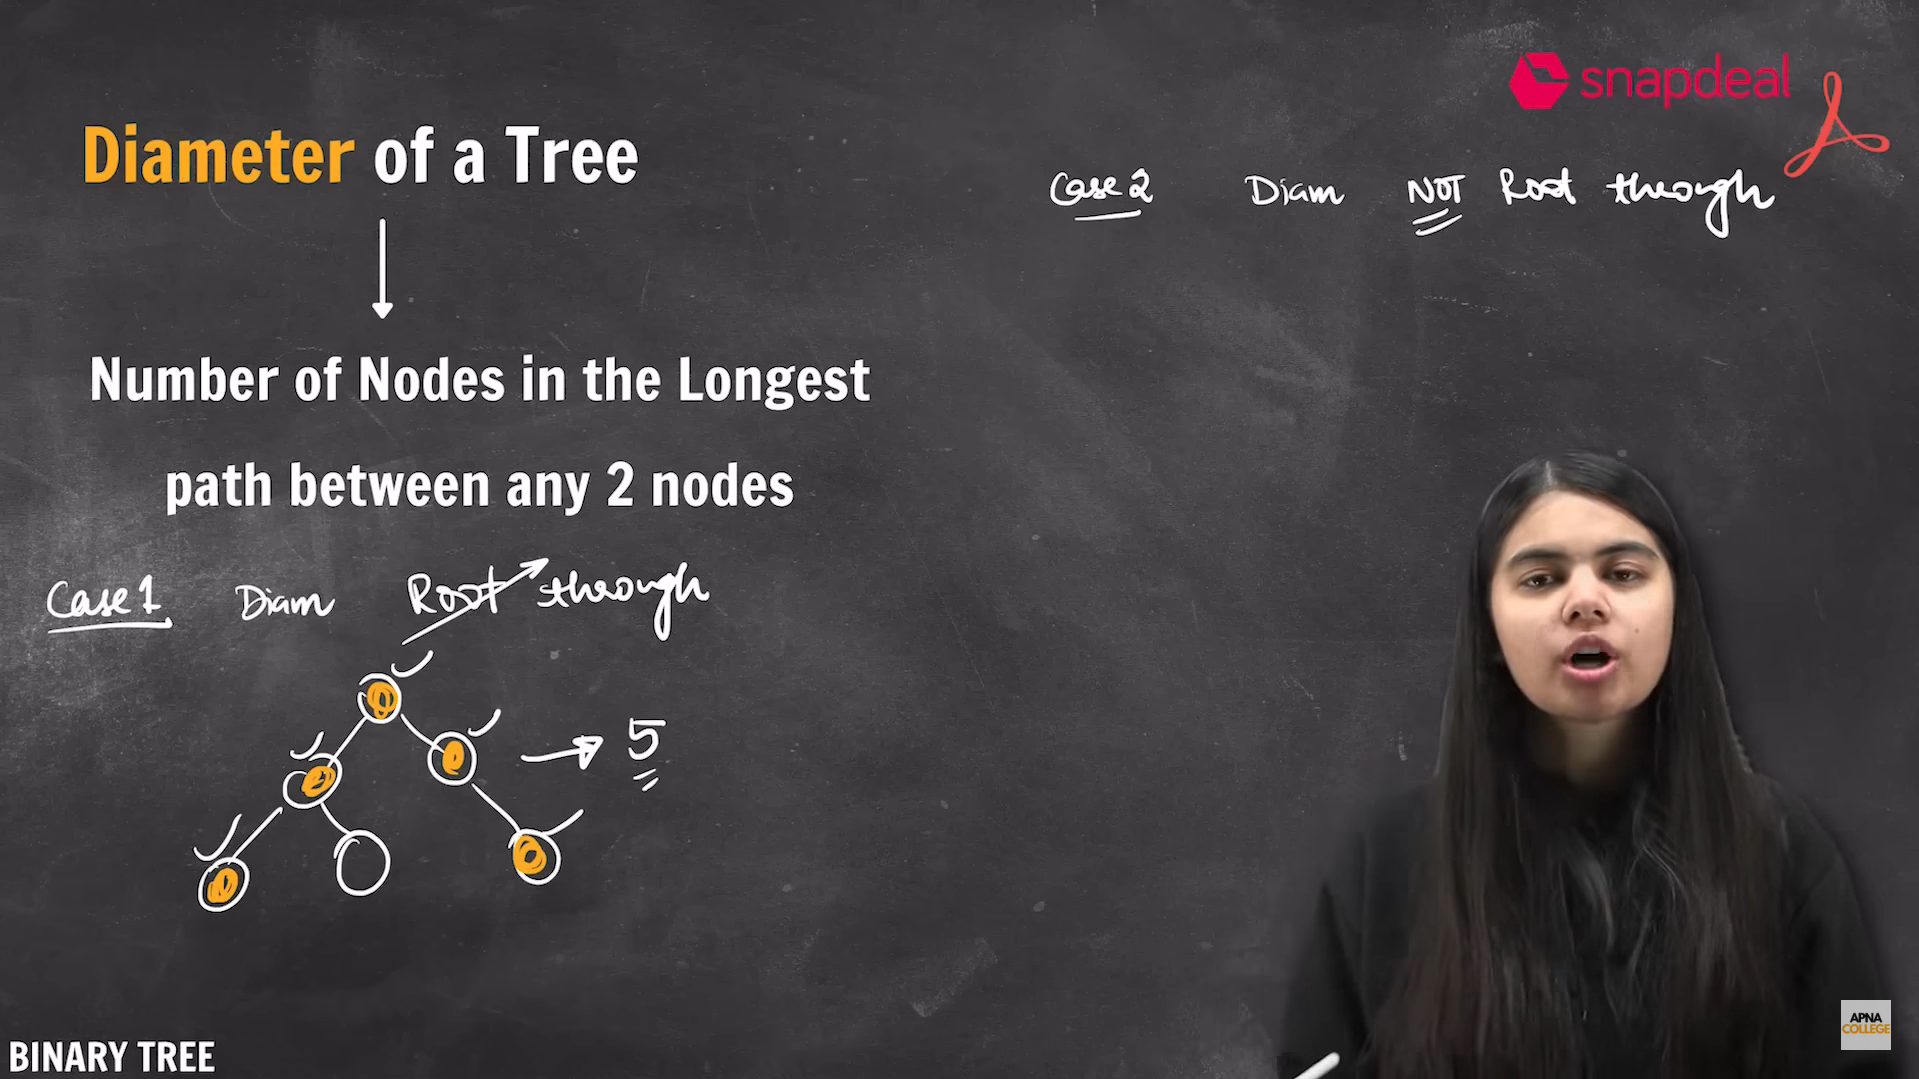 snapdeal
Diameter of a Tree
Case 2 Diam NOT Root through
Number of Nodes in the Longest
path between any 2 nodes
Case 1 Diam Root through
5
BINARY TREE
APNA
COLLEGE